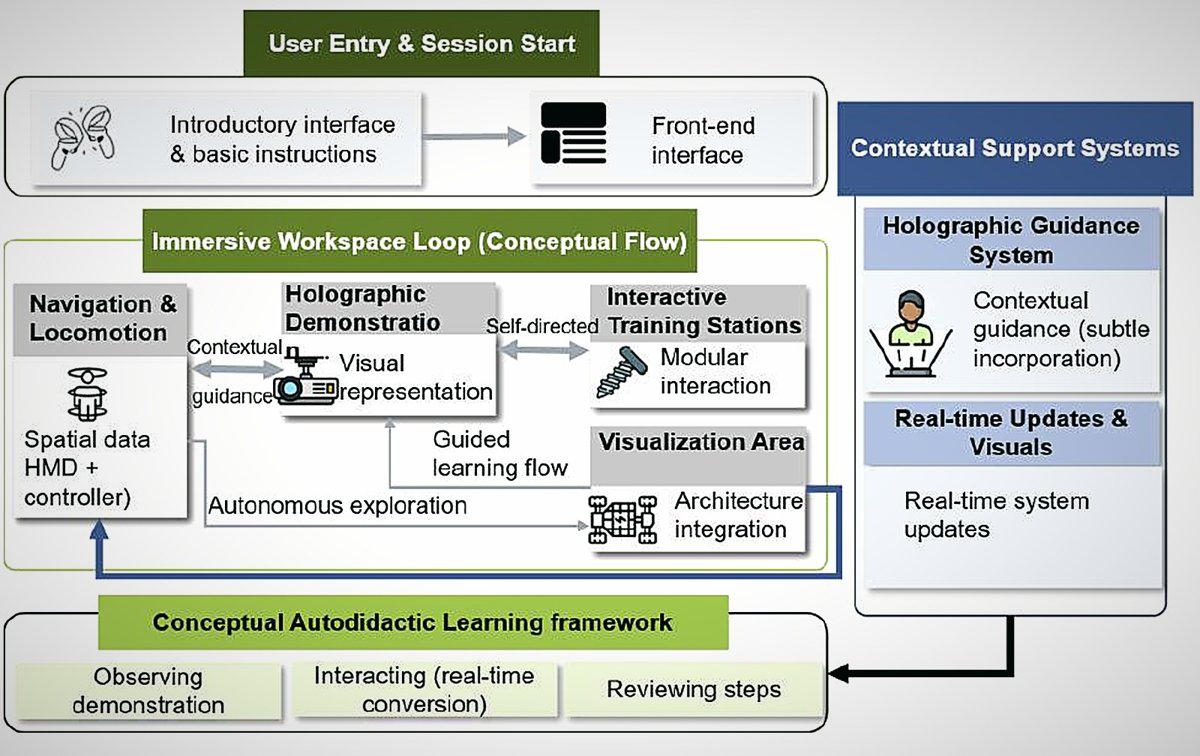 User Entry & Session Start
Introductory interface
& basic instructions
Front-end
interface
Contextual Support Systems
Holographic Guidance
System
Contextual
guidance (subtle
incorporation)
Real-time Updates &
Visuals
Real-time system
updates
Immersive Workspace Loop (Conceptual Flow)
Navigation &
Locomotion
Spatial data
HMD +
controller)
Contextual
guidance
Holographic
Demonstratio
Visual
representation
Self-directed
Interactive
Training Stations
Modular
interaction
Guided
learning flow
Autonomous exploration
Visualization Area
Architecture
integration
Conceptual Autodidactic Learning framework
Observing
demonstration
Interacting (real-time
conversion)
Reviewing steps